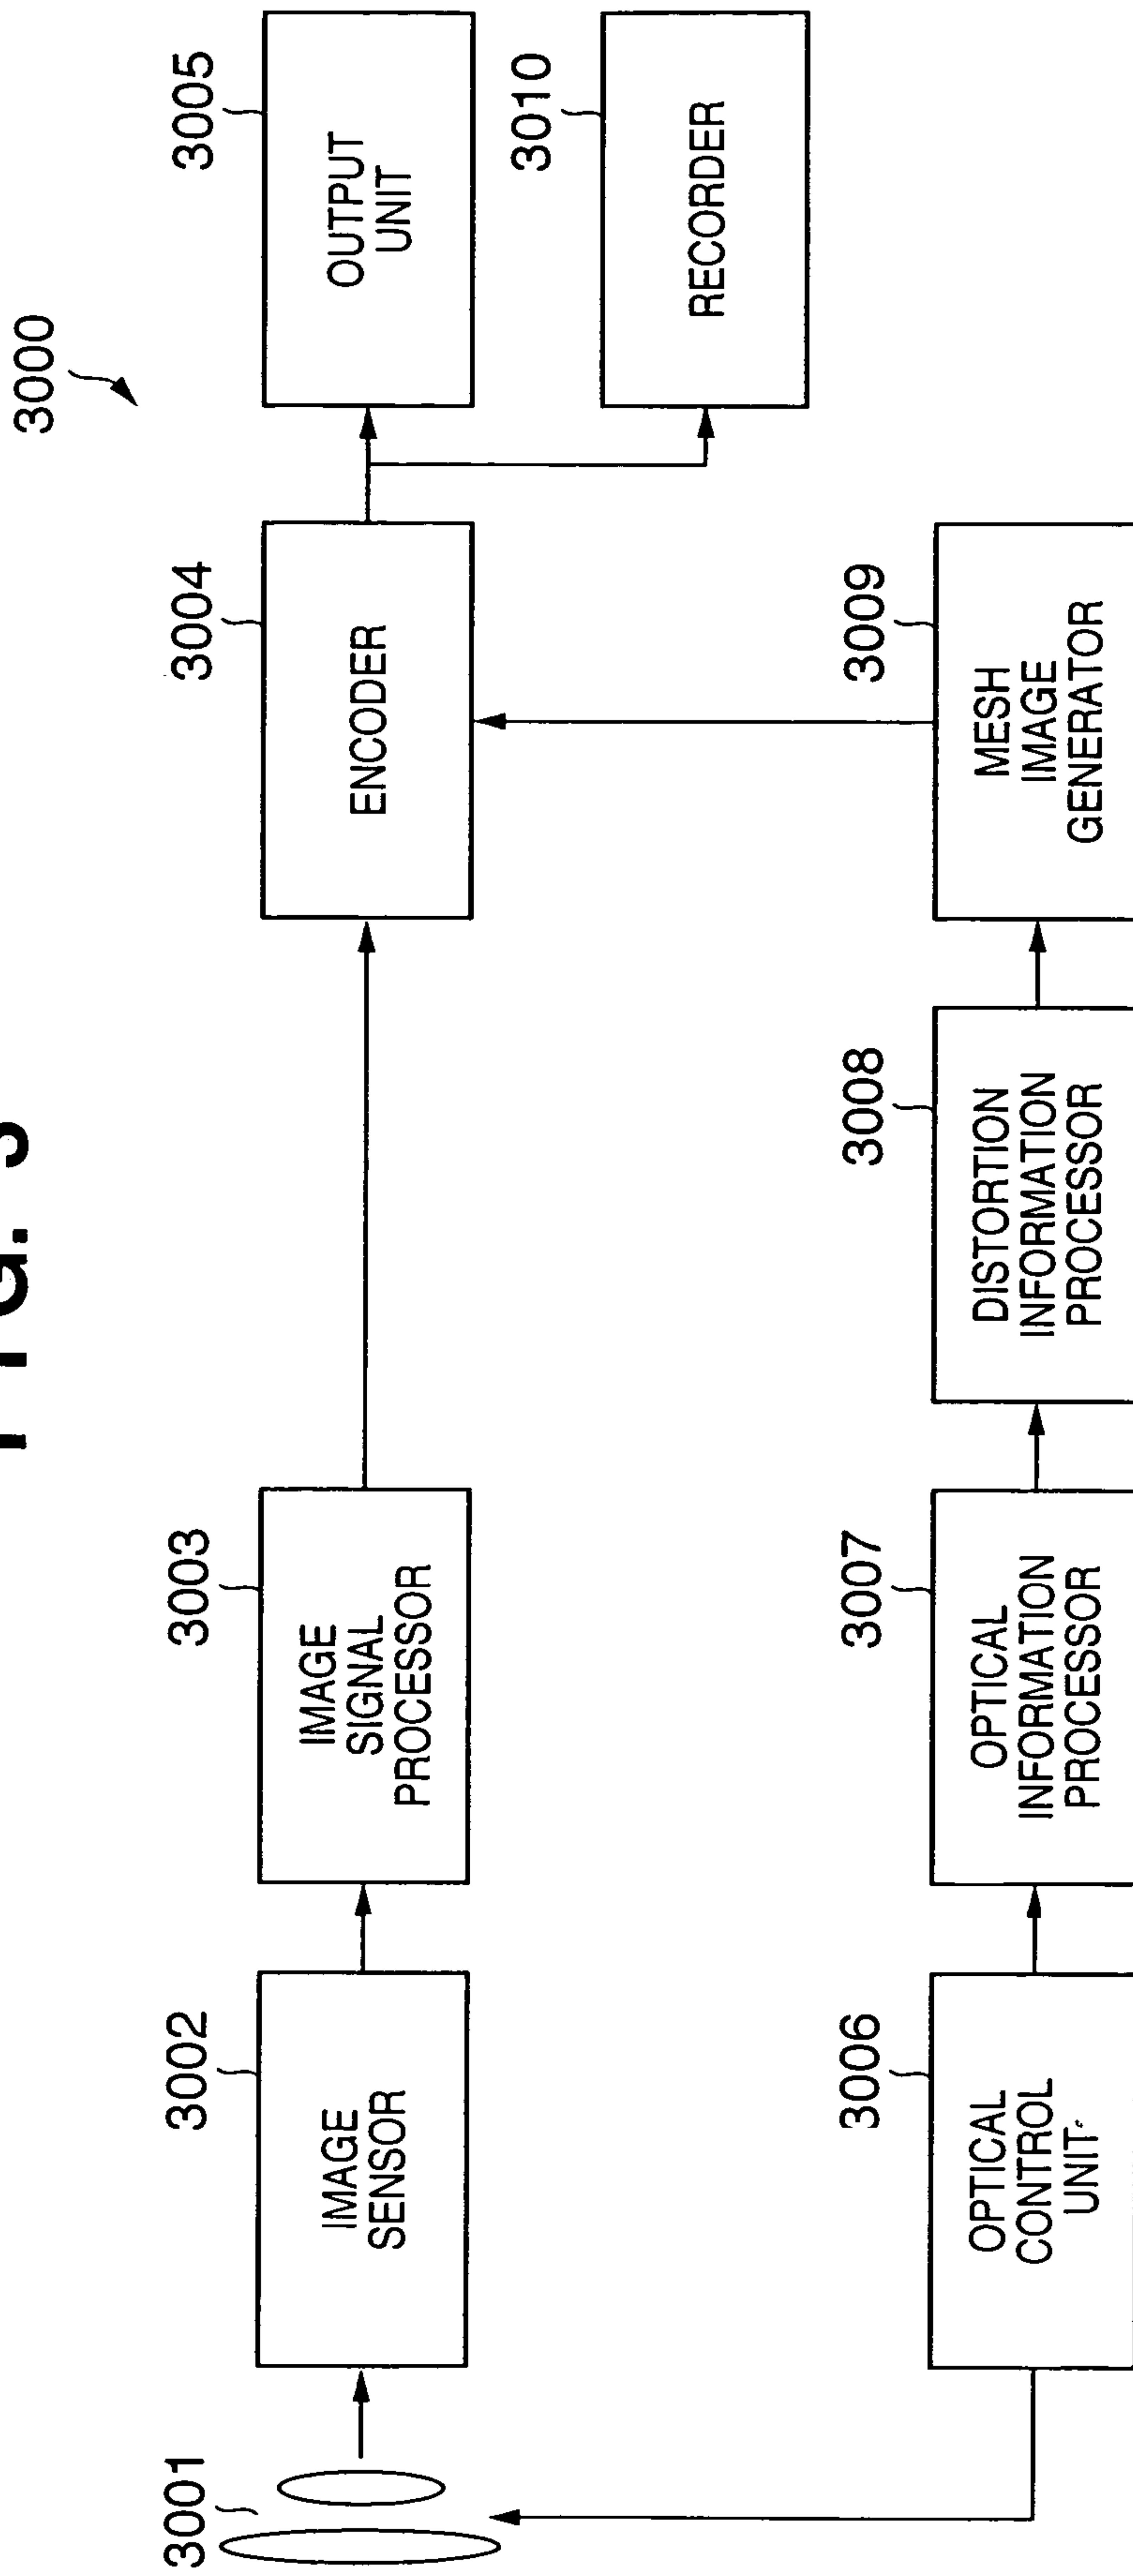 FIG. 3
3000
3001
3002
IMAGE
SENSOR
3003
IMAGE
SIGNAL
PROCESSOR
3004
ENCODER
3005
OUTPUT
UNIT
3010
RECORDER
3006
OPTICAL
CONTROL
UNIT
3007
OPTICAL
INFORMATION
PROCESSOR
3008
DISTORTION
INFORMATION
PROCESSOR
3009
MESH
IMAGE
GENERATOR